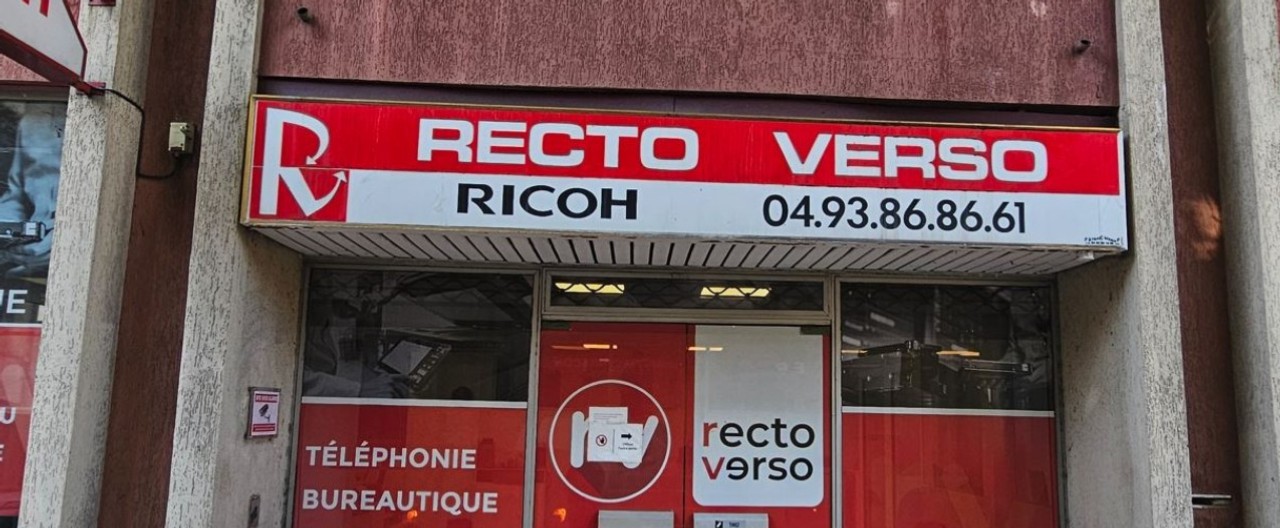 RECTO VERSO
RICOH 04.93.86.86.61
recto
verso
TÉLÉPHONIE
BUREAUTIQUE